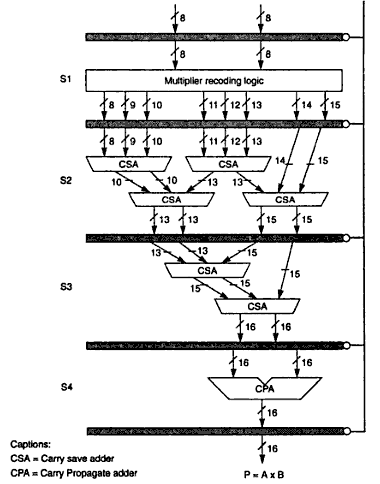 8 8
8 8
S1 Multiplier recoding logic
8 9 10 11 12 13 14 15
8 9 10 11 12 13 14 15
S2 CSA CSA
10 10 13 13
CSA CSA
13 13 15 15
13 13 15 15
S3 CSA
15 15
CSA
16 16
16 16
S4 CPA
16
16
Captions:
CSA = Carry save adder
CPA = Carry Propagate adder P = A x B